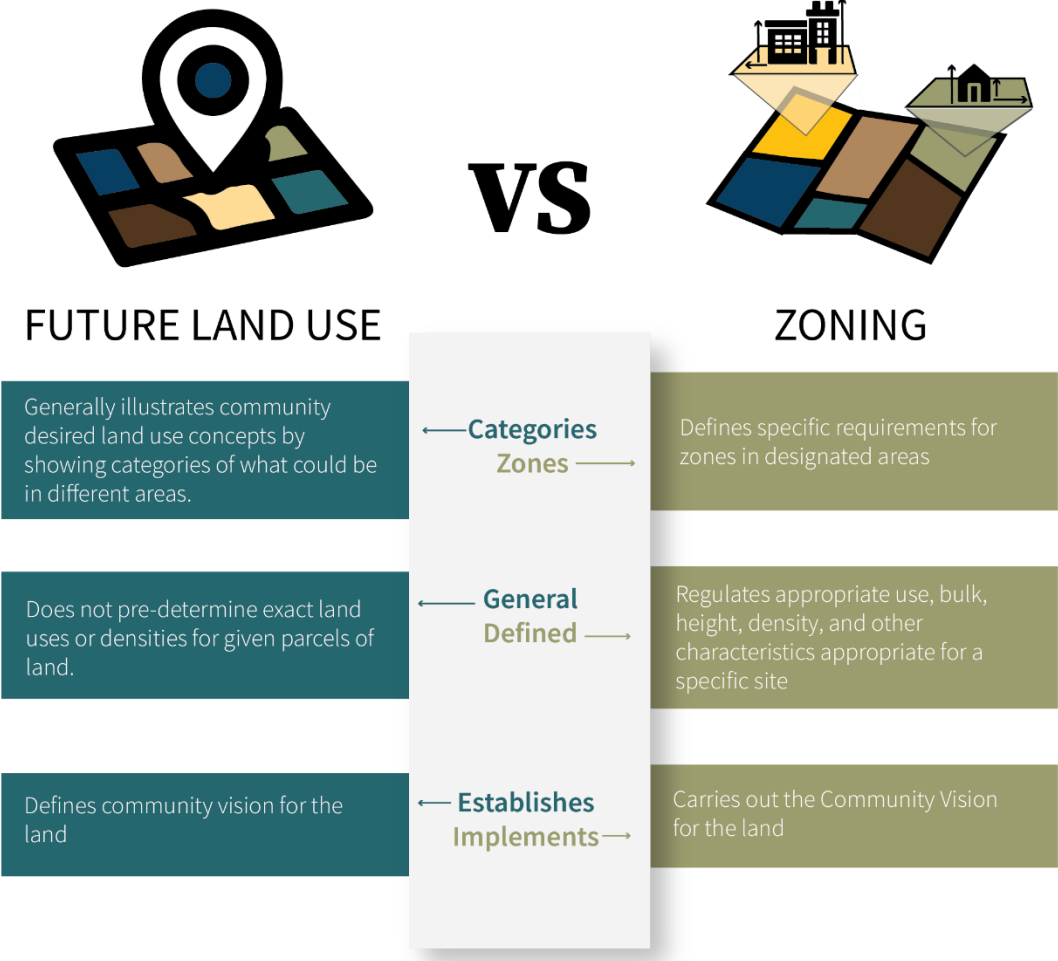 vs
FUTURE LAND USE
ZONING
Generally illustrates community
desired land use concepts by
showing categories of what could be
in different areas.
Categories
Zones
Defines specific requirements for
zones in designated areas
Does not pre-determine exact land
uses or densities for given parcels of
land.
General
Defined
Regulates appropriate use, bulk,
height, density, and other
characteristics appropriate for a
specific site
Defines community vision for the
land
Establishes
Implements
Carries out the Community Vision
for the land